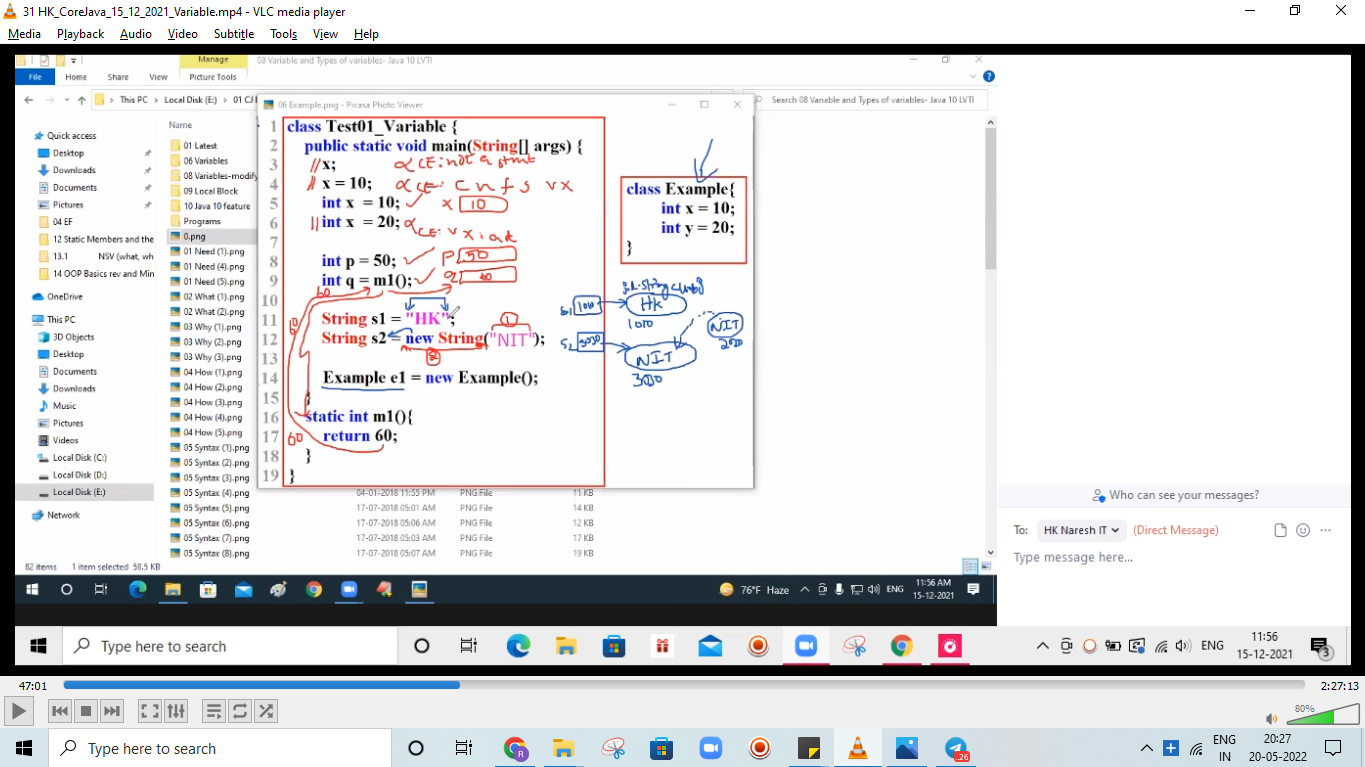 31 HK_CoreJava_15_12_2021_Variable.mp4 - VLC media player
Media Playback Audio Video Subtitle Tools View Help
Manage
08 Variable and Types of variables- Java 10 LVTI
File Home Share View Picture Tools
This PC Local Disk (E:) 01 CJ
Search 08 Variable and Types of variables- Java 10 LVTI
Quick access
Desktop
Downloads
Documents
Pictures
04 EF
12 Static Members and the
13.1 NSV (what, wh
14 OOP Basics rev and Min
OneDrive
This PC
3D Objects
Desktop
Documents
Downloads
Music
Pictures
Videos
Local Disk (C:)
Local Disk (D:)
Local Disk (E:)
Network
Name
01 Latest
06 Variables
08 Variables-modify
09 Local Block
10 Java 10 feature
Programs
0.png
01 Need (1).png
01 Need (4).png
01 Need (5).png
02 What (1).png
02 What (2).png
03 Why (1).png
03 Why (2).png
03 Why (3).png
04 How (1).png
04 How (2).png
04 How (3).png
04 How (4).png
04 How (5).png
05 Syntax (1).png
05 Syntax (2).png
05 Syntax (3).png
05 Syntax (4).png 04-01-2018 11:55 PM PNG File 11 KB
05 Syntax (5).png 17-07-2018 05:01 AM PNG File 14 KB
05 Syntax (6).png 17-07-2018 05:06 AM PNG File 12 KB
05 Syntax (7).png 17-07-2018 05:03 AM PNG File 17 KB
05 Syntax (8).png 17-07-2018 05:07 AM PNG File 19 KB
82 items 1 item selected 58.5 KB
06 Example.png - Picasa Photo Viewer
1 class Test01_Variable {
2 public static void main(String[] args) {
3 //x; CE: not a stmt
4 // x = 10; CE: c n f s v x
5 int x = 10; x 10
6 // int x = 20; CE: v x i ad
7
8 int p = 50; p 50
9 int q = m1(); q 60
10 60
11 String s1 = "HK";
12 String s2 = new String("NIT");
13 2
14 Example e1 = new Example();
15 }
16 static int m1(){
17 60 return 60;
18 }
19 }
1
60
class Example{
int x = 10;
int y = 20;
}
s1 1010 HK
1010
NIT
2020
s2 3030 NIT
Who can see your messages?
To: HK Naresh IT (Direct Message)
Type message here...
76°F Haze ENG 11:56 AM
15-12-2021
Type here to search
ENG 11:56
15-12-2021
3
47:01 2:27:13
80%
Type here to search
R
.26
ENG
IN
20:27
20-05-2022